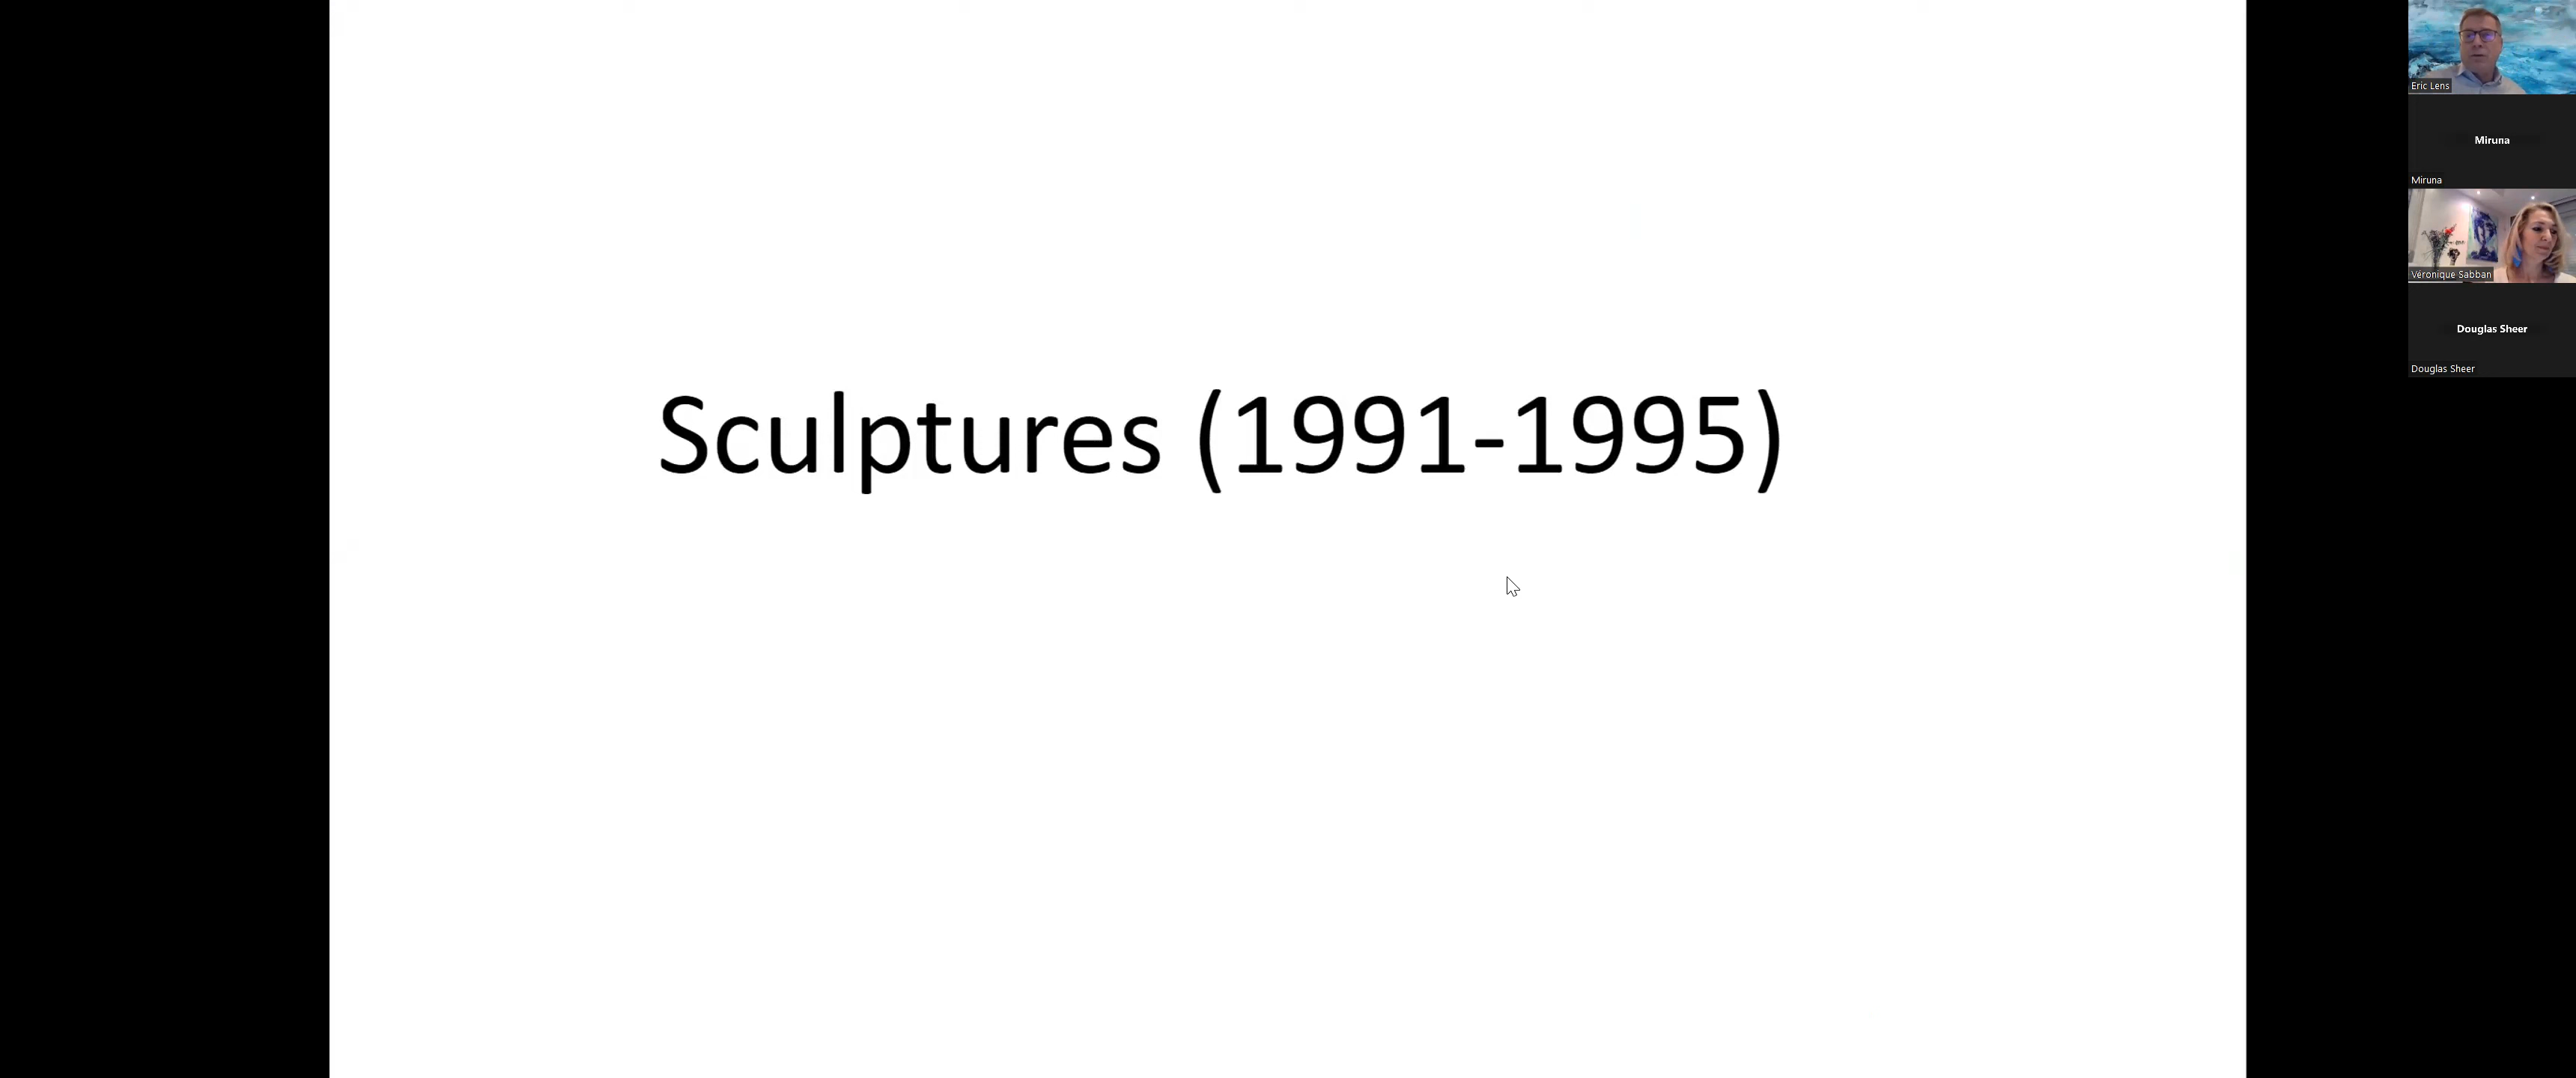 Sculptures (1991-1995)
Eric Lens
Miruna
Miruna
Véronique Sabban
Douglas Sheer
Douglas Sheer